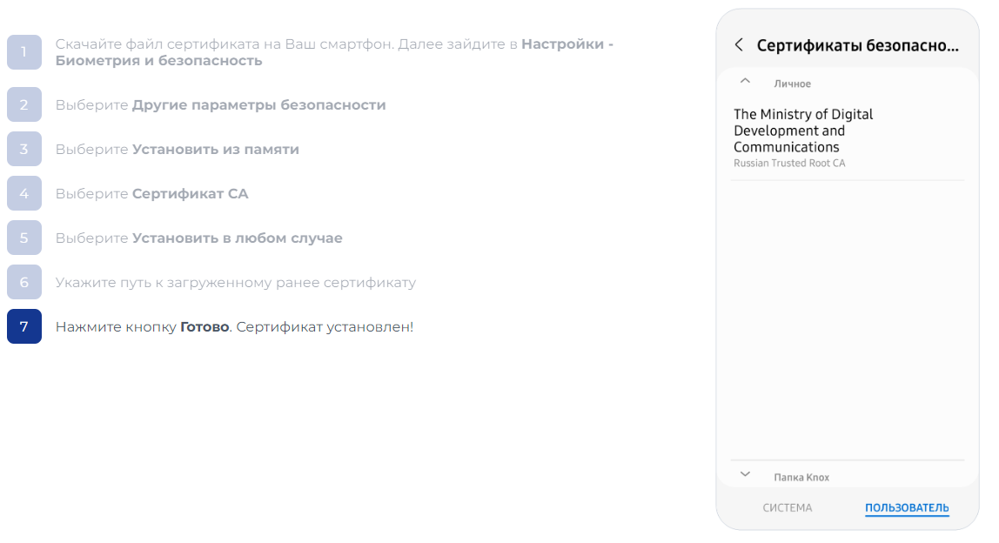 1
Скачайте файл сертификата на Ваш смартфон. Далее зайдите в Настройки -
Биометрия и безопасность
2
Выберите Другие параметры безопасности
3
Выберите Установить из памяти
4
Выберите Сертификат СА
5
Выберите Установить в любом случае
6
Укажите путь к загруженному ранее сертификату
7
Нажмите кнопку Готово. Сертификат установлен!
Сертификаты безопасно...
Личное
The Ministry of Digital
Development and
Communications
Russian Trusted Root CA
Папка Knox
СИСТЕМА
ПОЛЬЗОВАТЕЛЬ